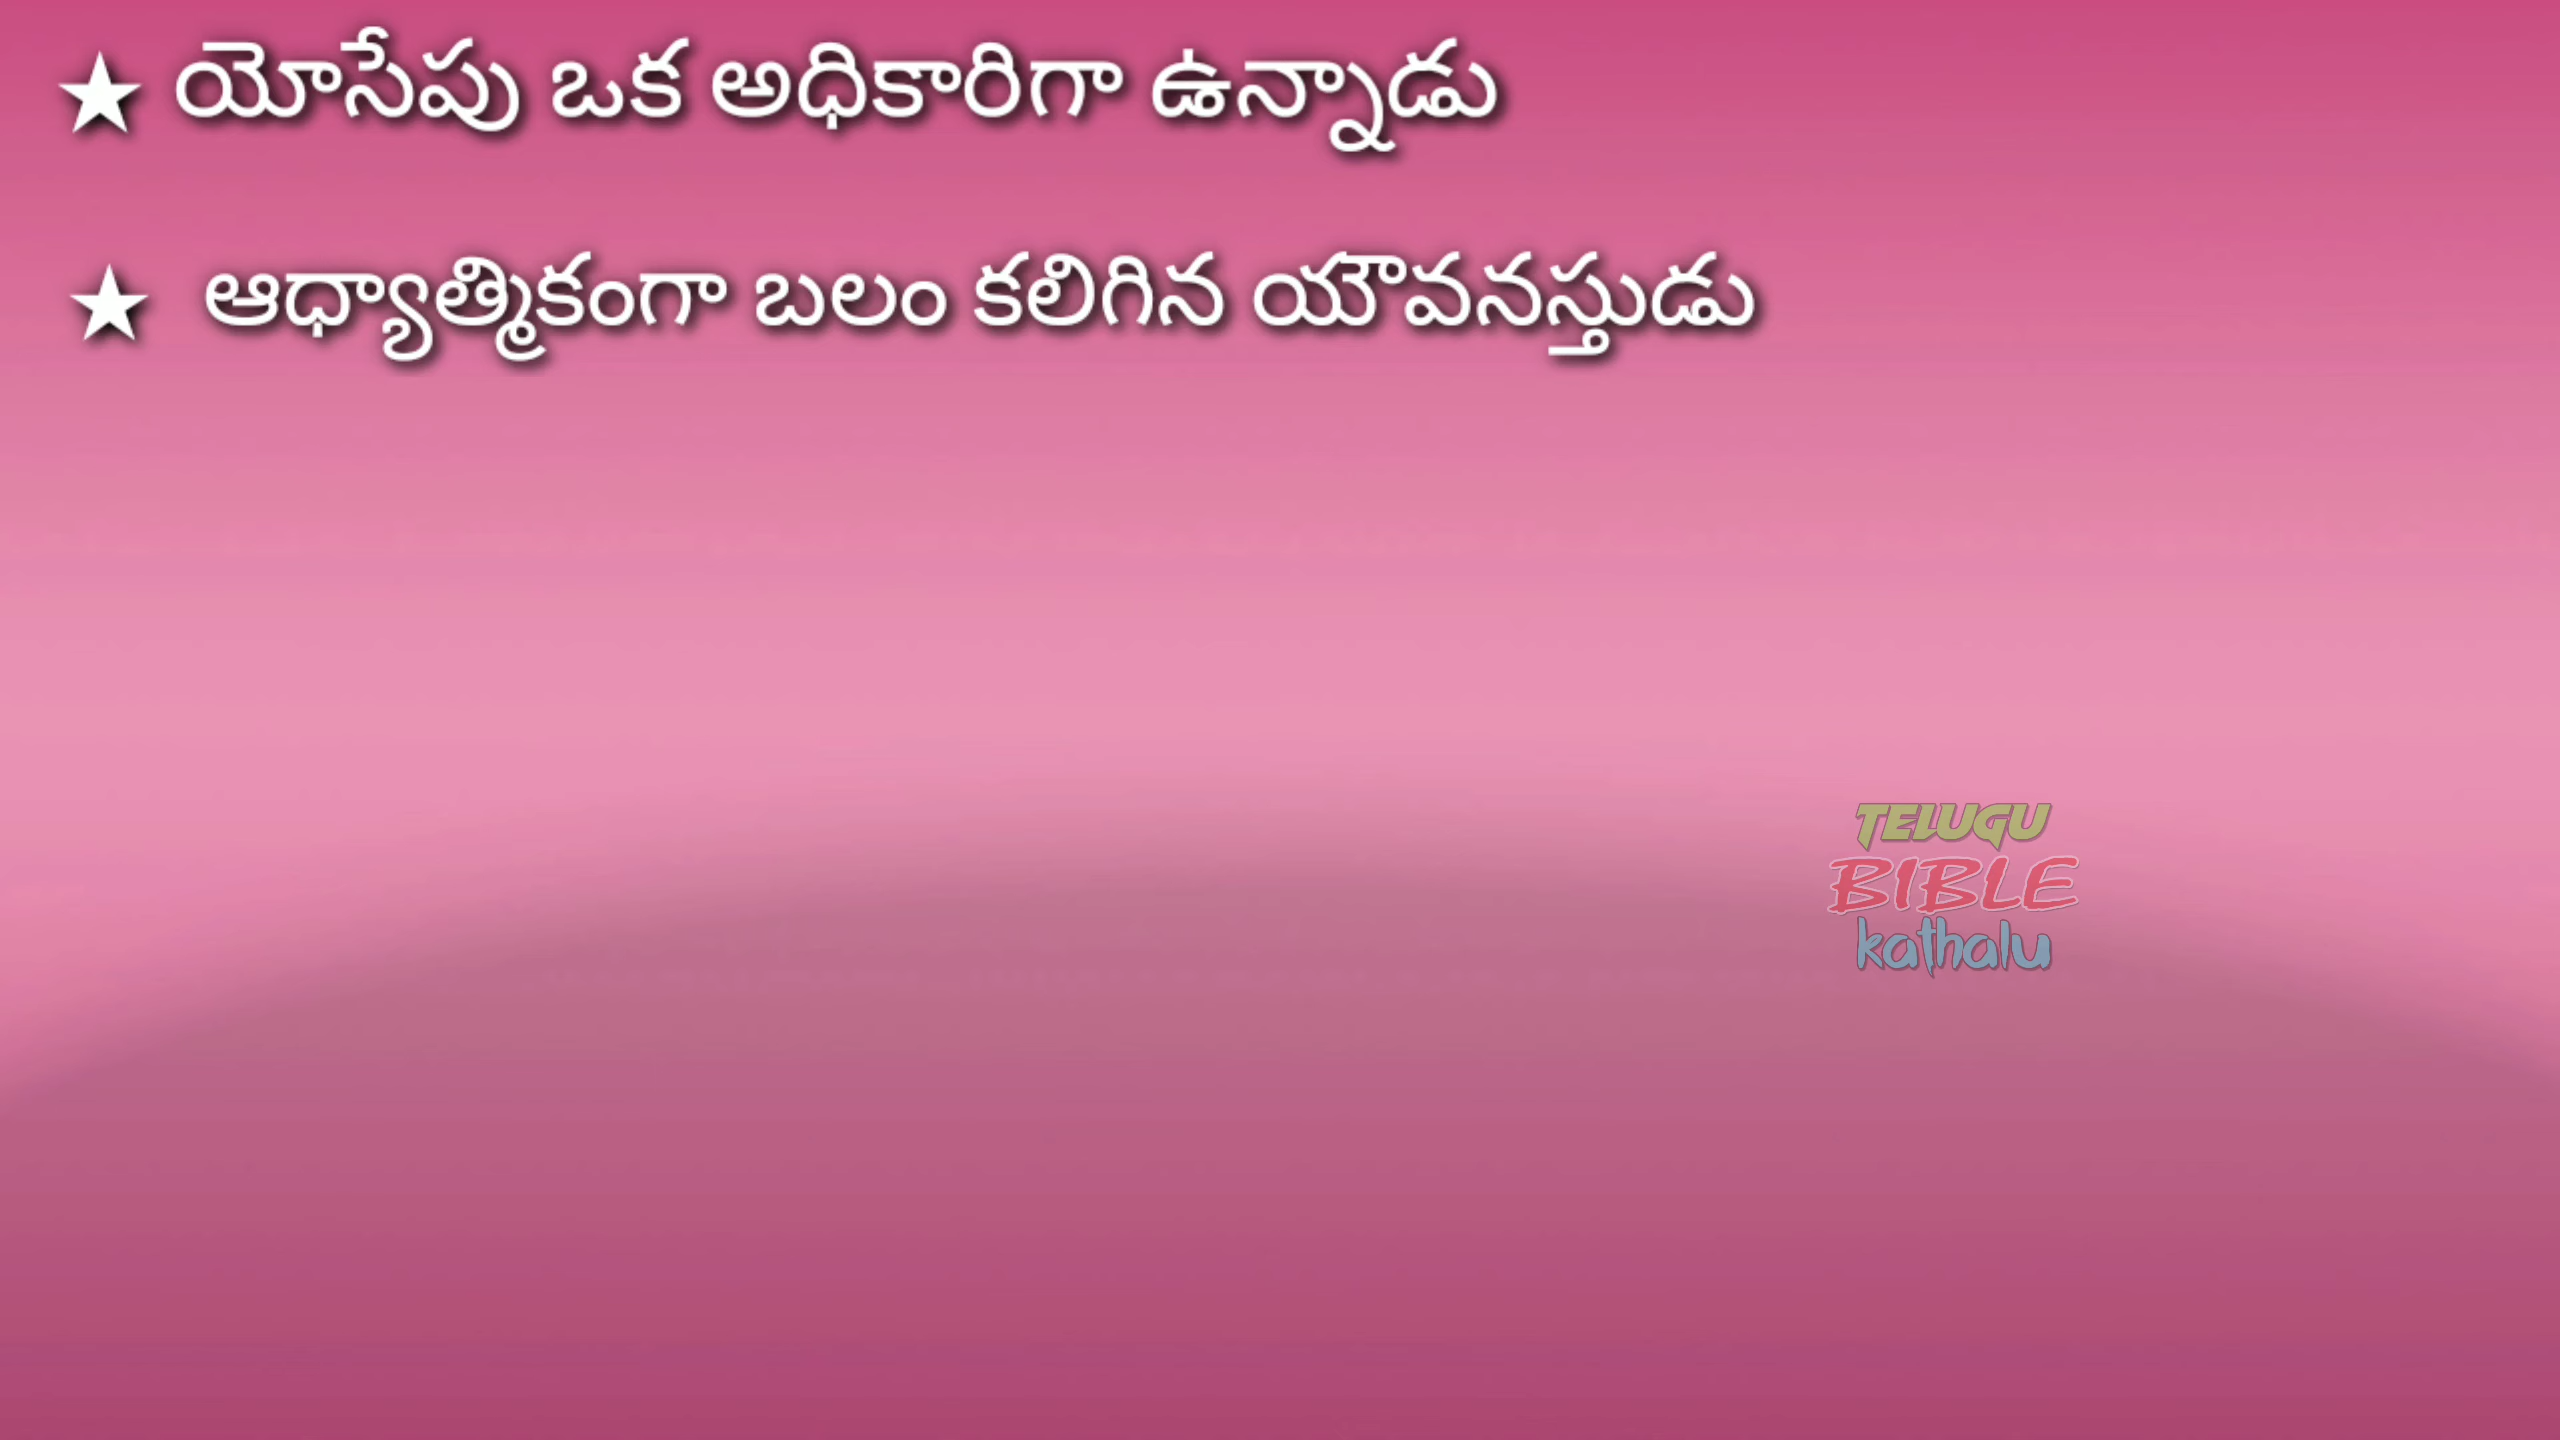 ★ యోసేపు ఒక అధికారిగా ఉన్నాడు
★ ఆధ్యాత్మికంగా బలం కలిగిన యౌవనస్తుడు
TELUGU
BIBLE
kathalu